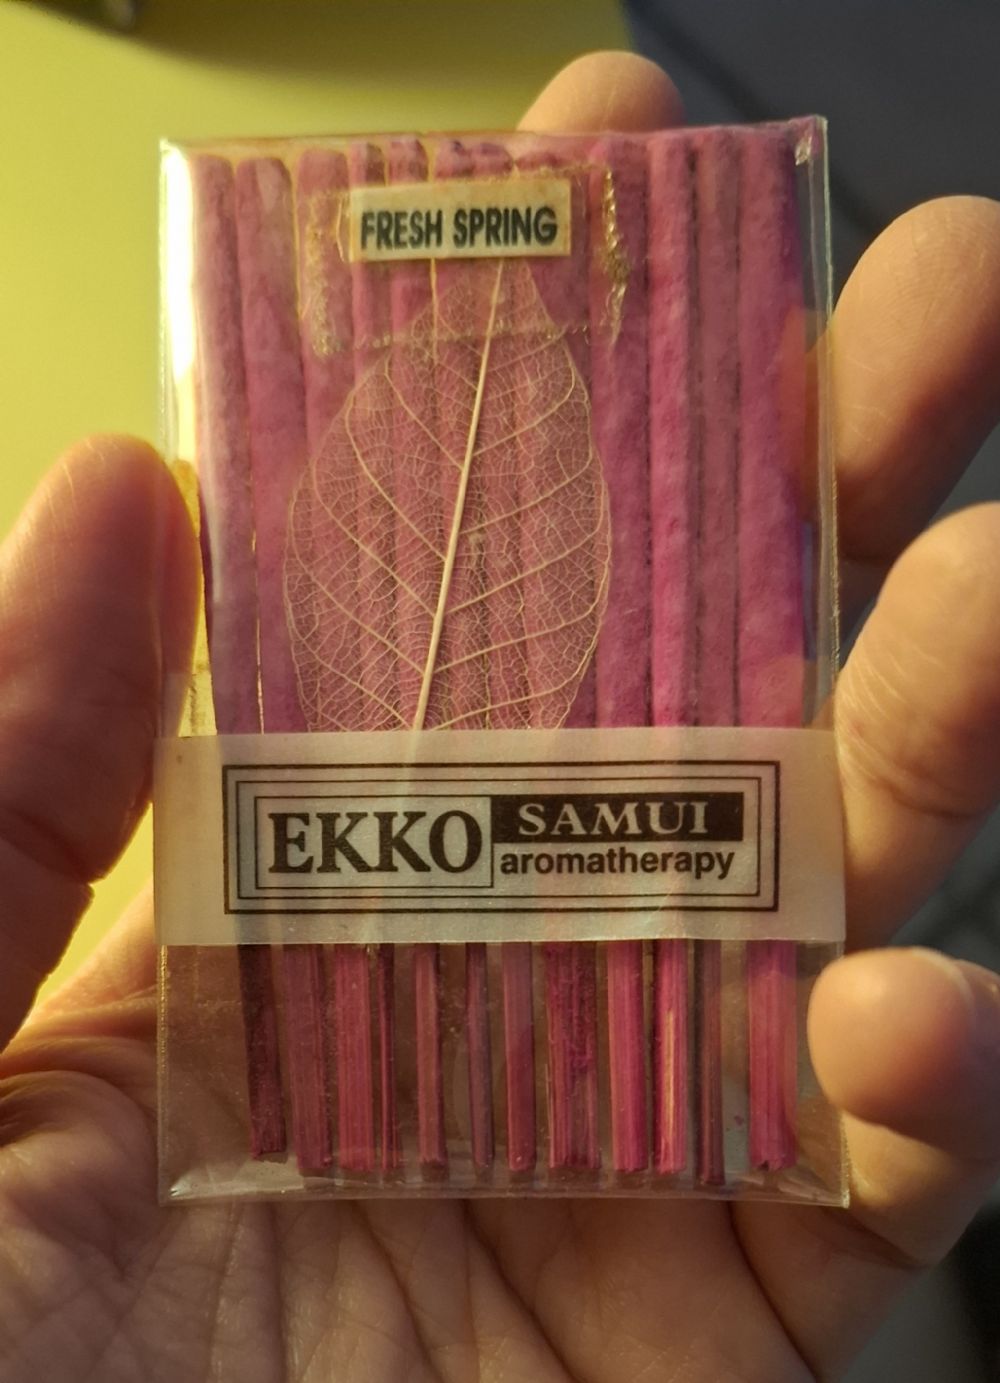 FRESH SPRING
EKKO
SAMUI
aromatherapy